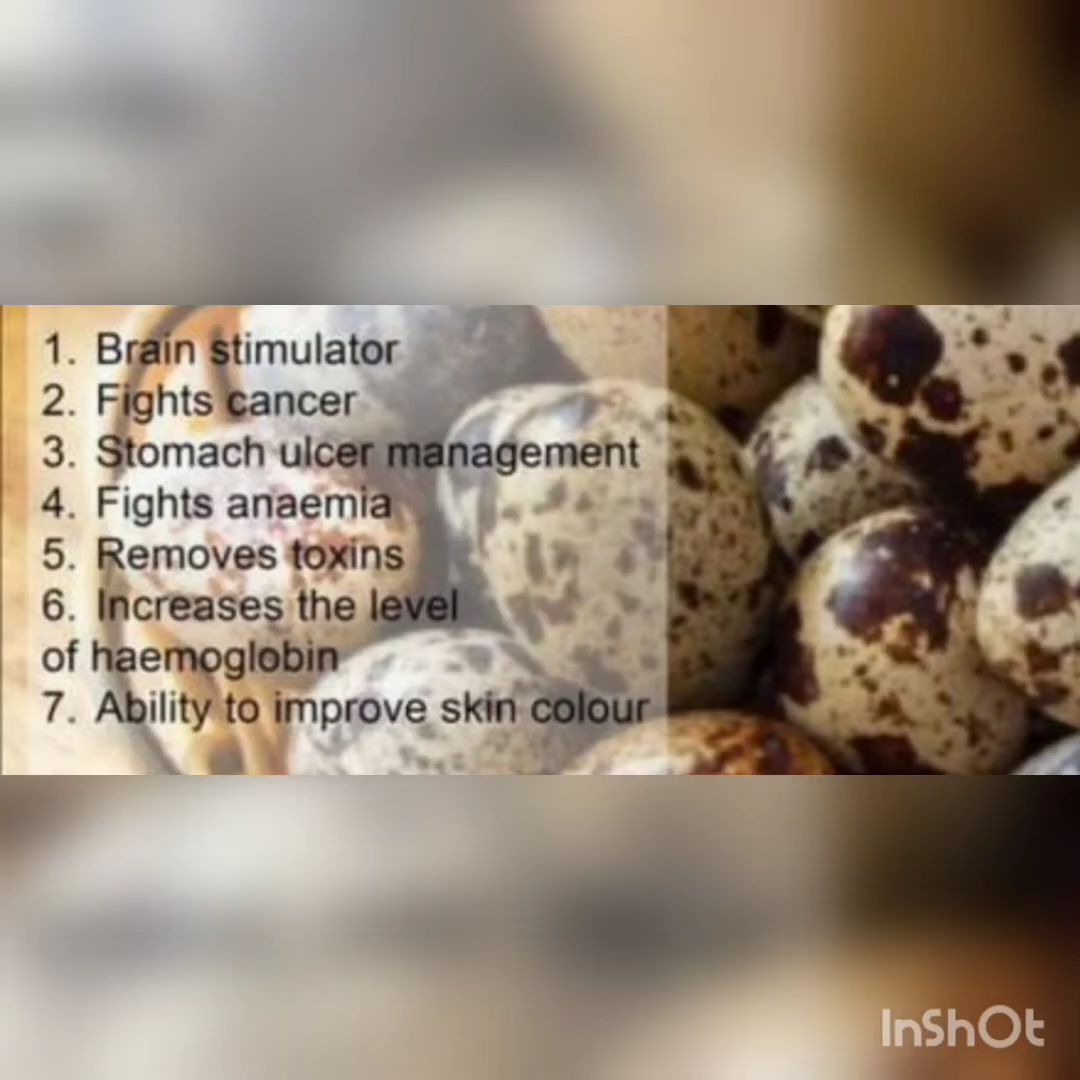 1. Brain stimulator
2. Fights cancer
3. Stomach ulcer management
4. Fights anaemia
5. Removes toxins
6. Increases the level
of haemoglobin
7. Ability to improve skin colour
InShOt